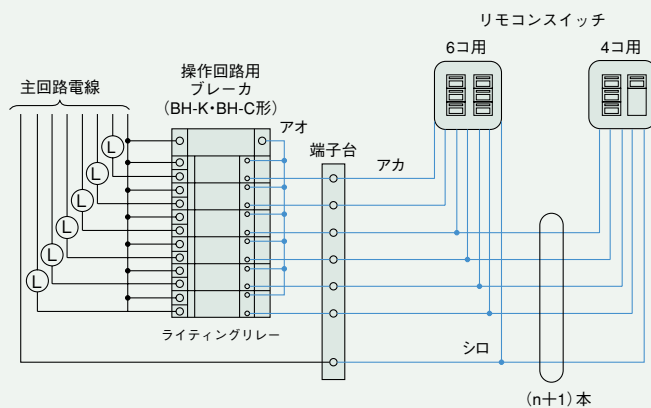 リモコンスイッチ
6コ用
4コ用
操作回路用
ブレーカ
(BH-K・BH-C形)
主回路電線
アオ
端子台
アカ
L
L
L
L
L
L
ライティングリレー
シロ
(n+1)本